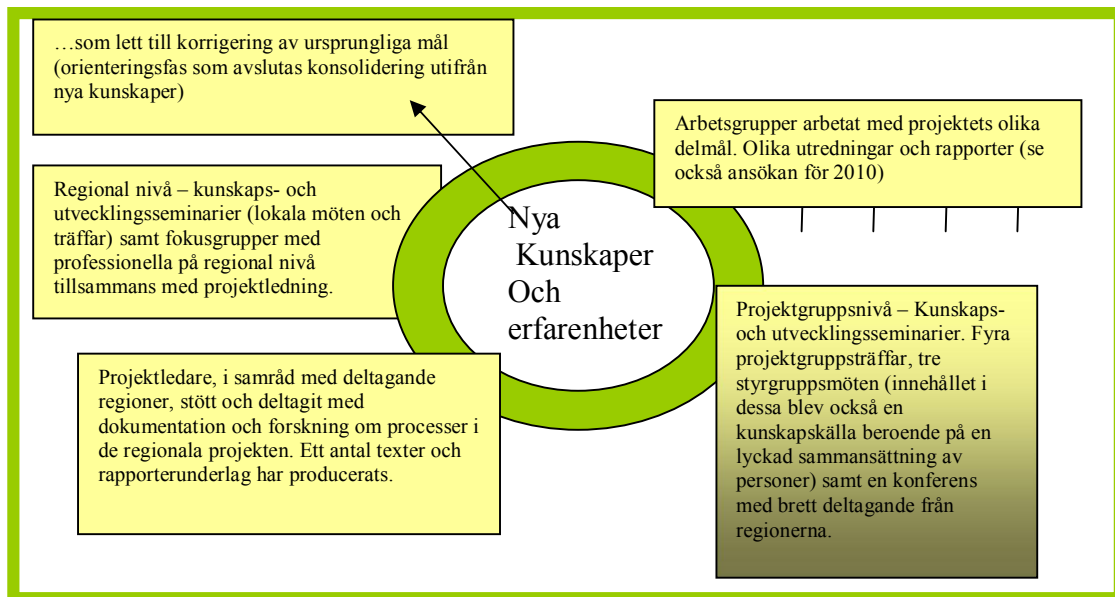 …som lett till korrigering av ursprungliga mål
(orienteringsfas som avslutas konsolidering utifrån
nya kunskaper)
Arbetsgrupper arbetat med projektets olika
delmål. Olika utredningar och rapporter (se
också ansökan för 2010)
Regional nivå – kunskaps- och
utvecklingsseminarier (lokala möten och
träffar) samt fokusgrupper med
professionella på regional nivå
tillsammans med projektledning.
Nya
Kunskaper
Och
erfarenheter
Projektgruppsnivå – Kunskaps-
och utvecklingsseminarier. Fyra
projektgruppsträffar, tre
styrgruppsmöten (innehållet i
dessa blev också en
kunskapskälla beroende på en
lyckad sammansättning av
personer) samt en konferens
med brett deltagande från
regionerna.
Projektledare, i samråd med deltagande
regioner, stött och deltagit med
dokumentation och forskning om processer i
de regionala projekten. Ett antal texter och
rapporterunderlag har producerats.